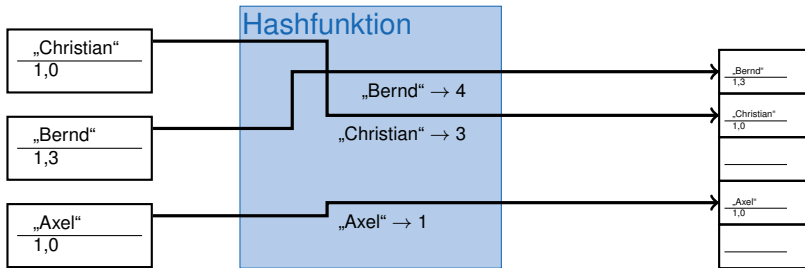 Hashfunktion
„Christian“
1,0
„Bernd“
1,3
„Axel“
1,0
„Bernd“ → 4
„Christian“ → 3
„Axel“ → 1
„Bernd“
1,3
„Christian“
1,0
„Axel“
1,0